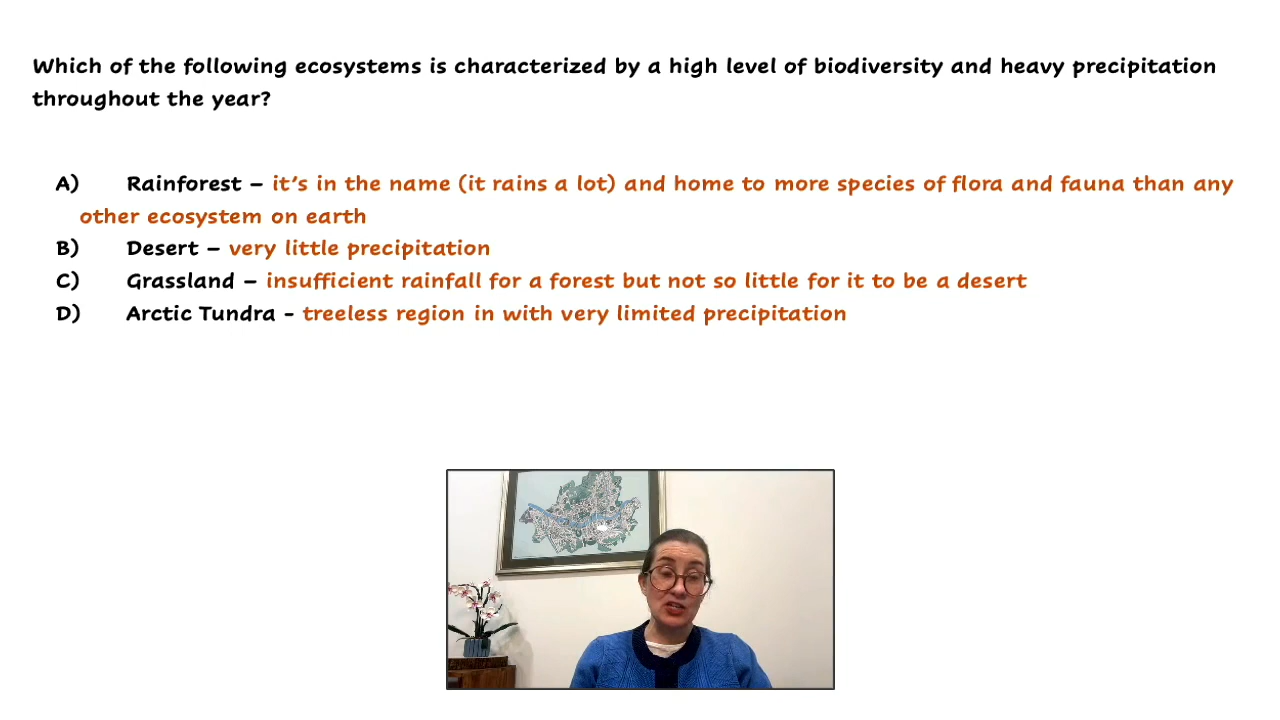 Which of the following ecosystems is characterized by a high level of biodiversity and heavy precipitation
throughout the year?
A) Rainforest – it's in the name (it rains a lot) and home to more species of flora and fauna than any
other ecosystem on earth
B) Desert – very little precipitation
C) Grassland – insufficient rainfall for a forest but not so little for it to be a desert
D) Arctic Tundra - treeless region in with very limited precipitation